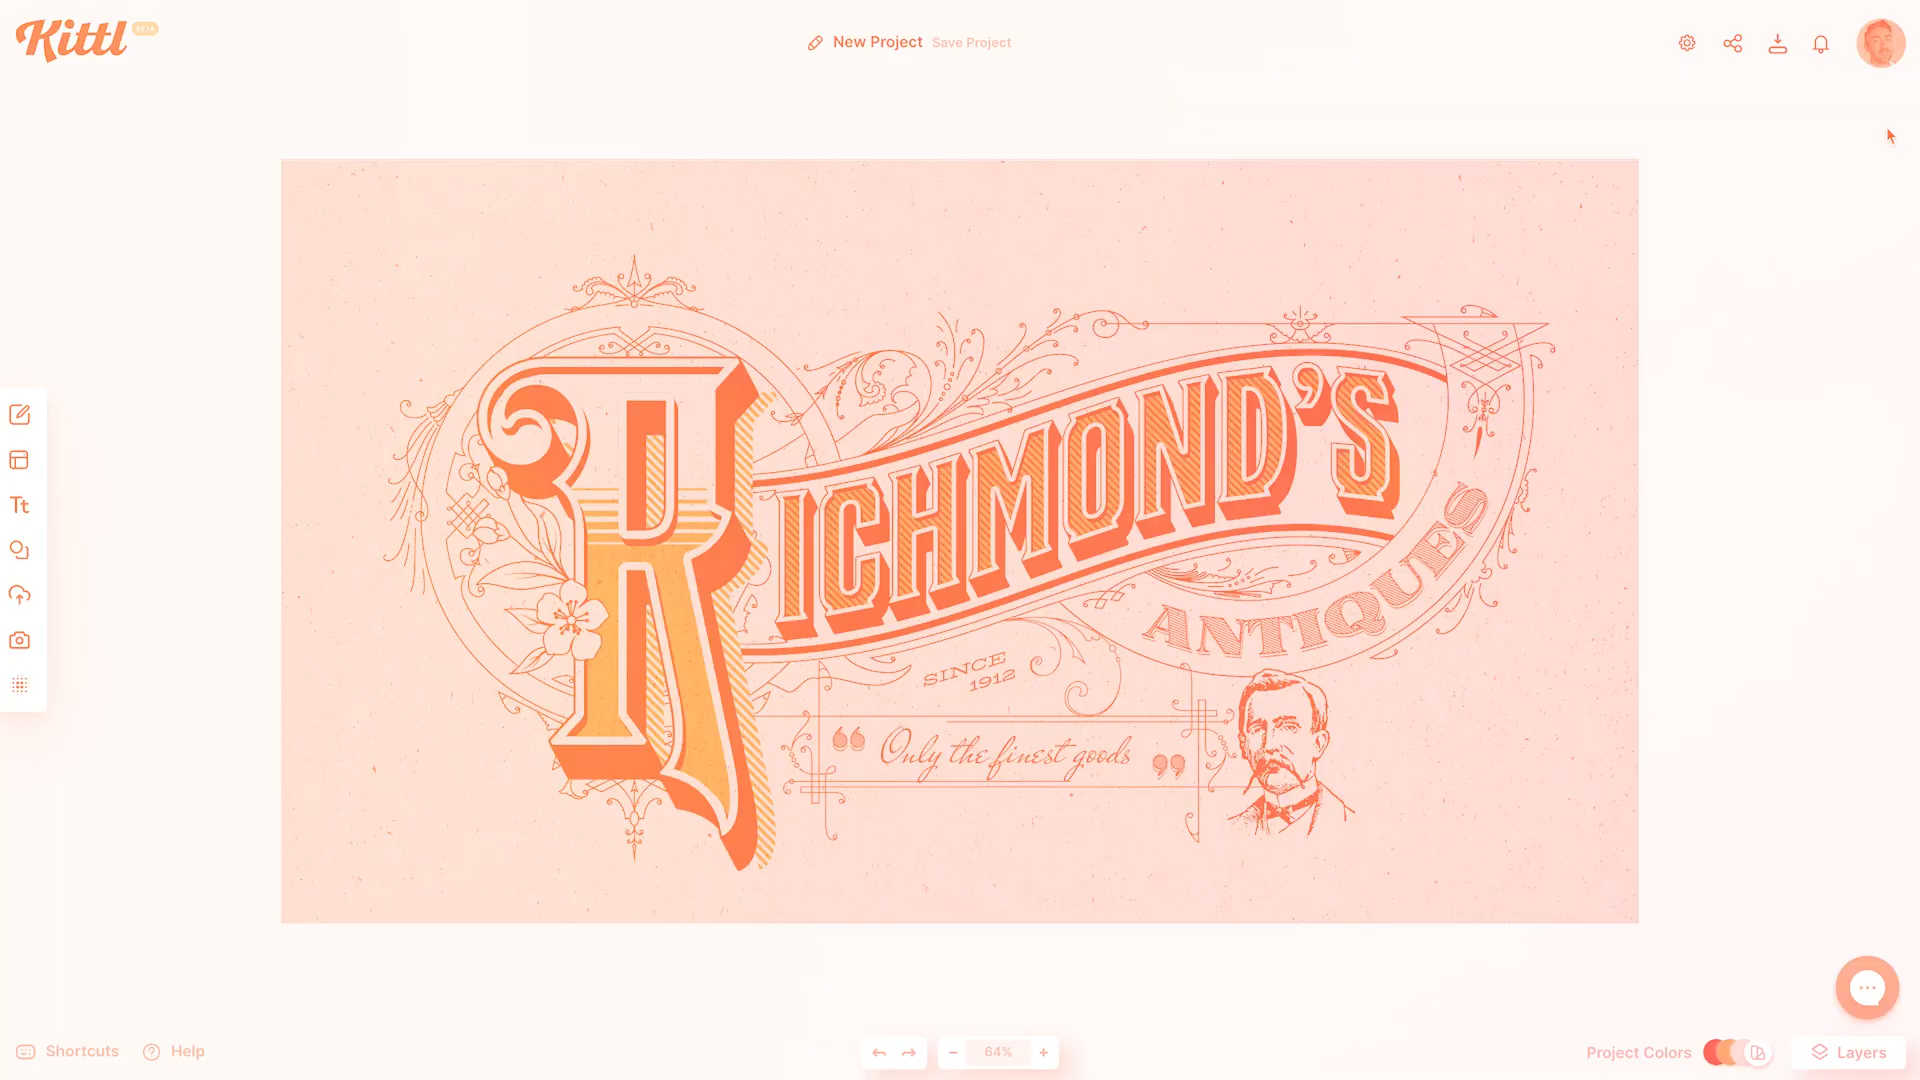 Kittl BETA
New Project Save Project
Tt
RICHMOND'S
ANTIQUES
SINCE
1912
“ Only the finest goods ”
Shortcuts Help
64%
Project Colors Layers